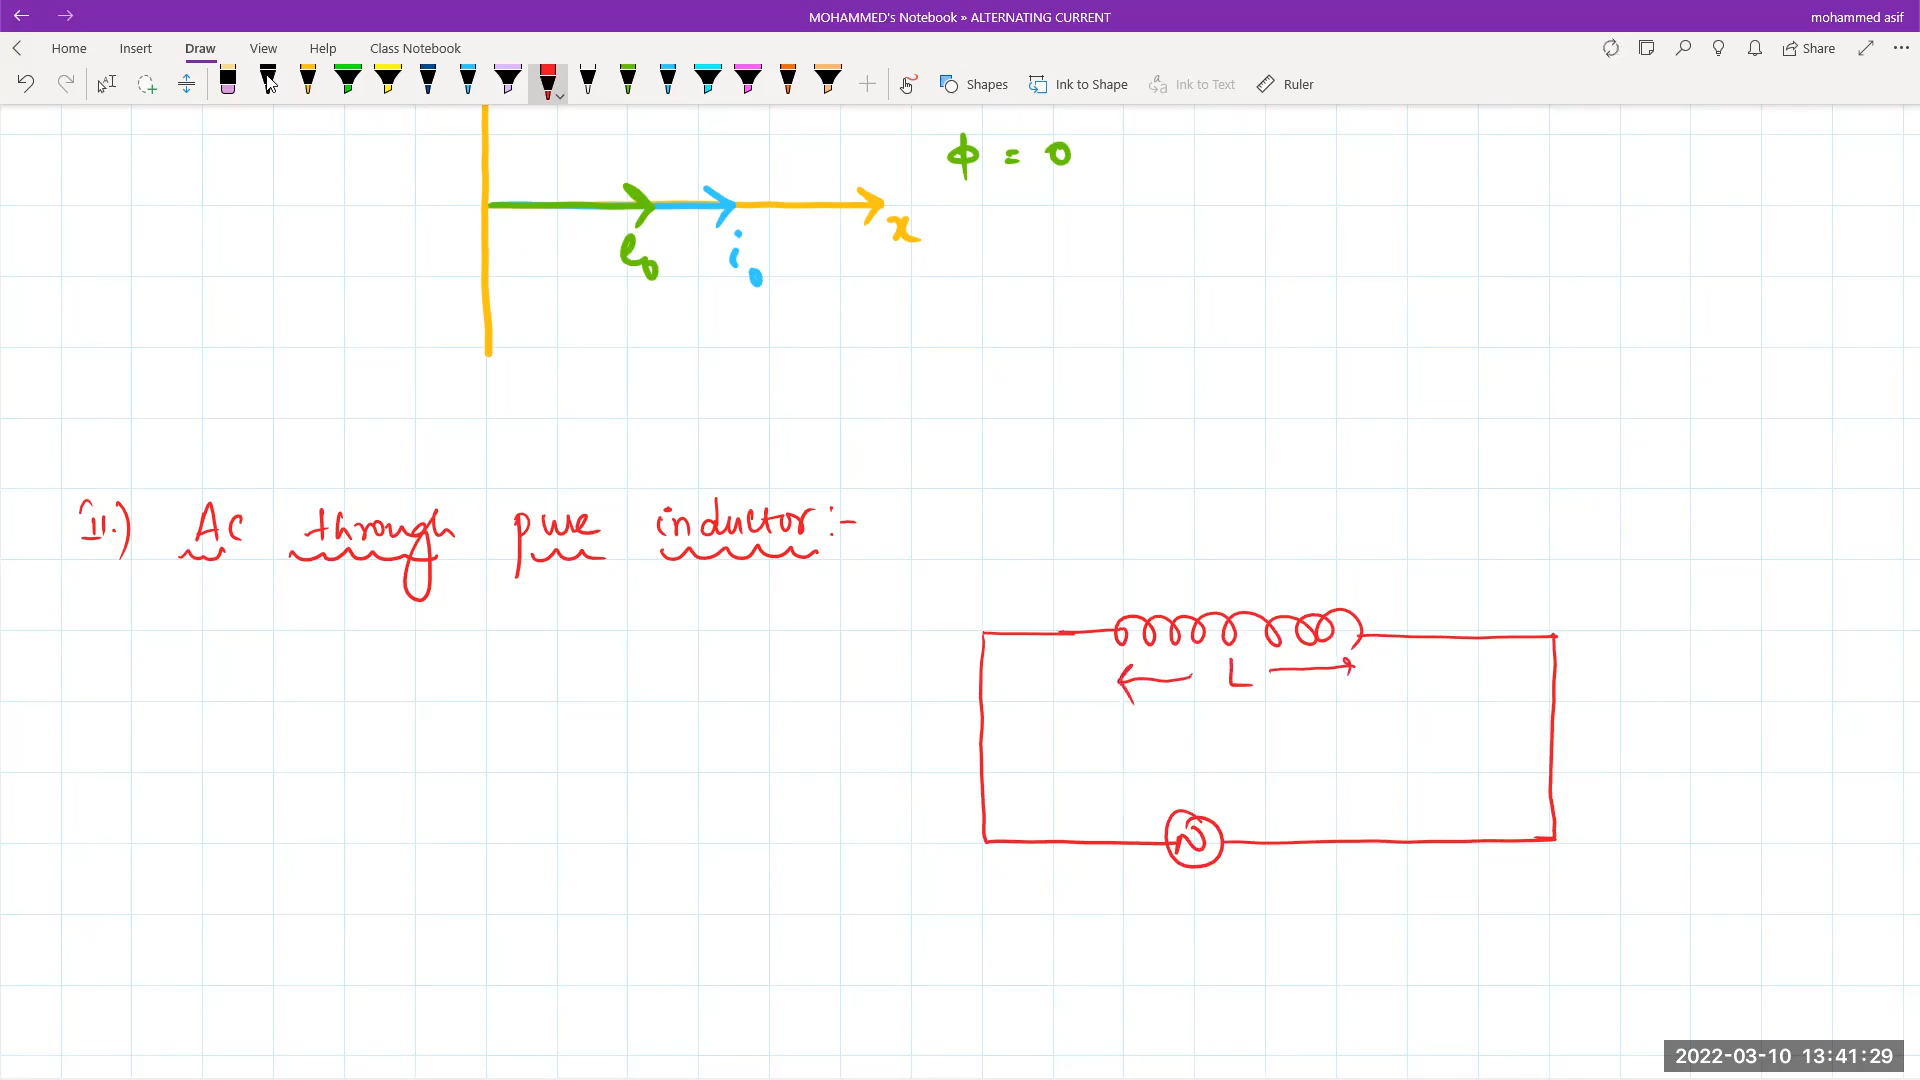 MOHAMMED's Notebook » ALTERNATING CURRENT
mohammed asif
Home Insert Draw View Help Class Notebook
Share
Shapes Ink to Shape Ink to Text Ruler
ϕ = 0
x
e₀ i₀
II.) AC through pure inductor :-
L
2022-03-10 13:41:29